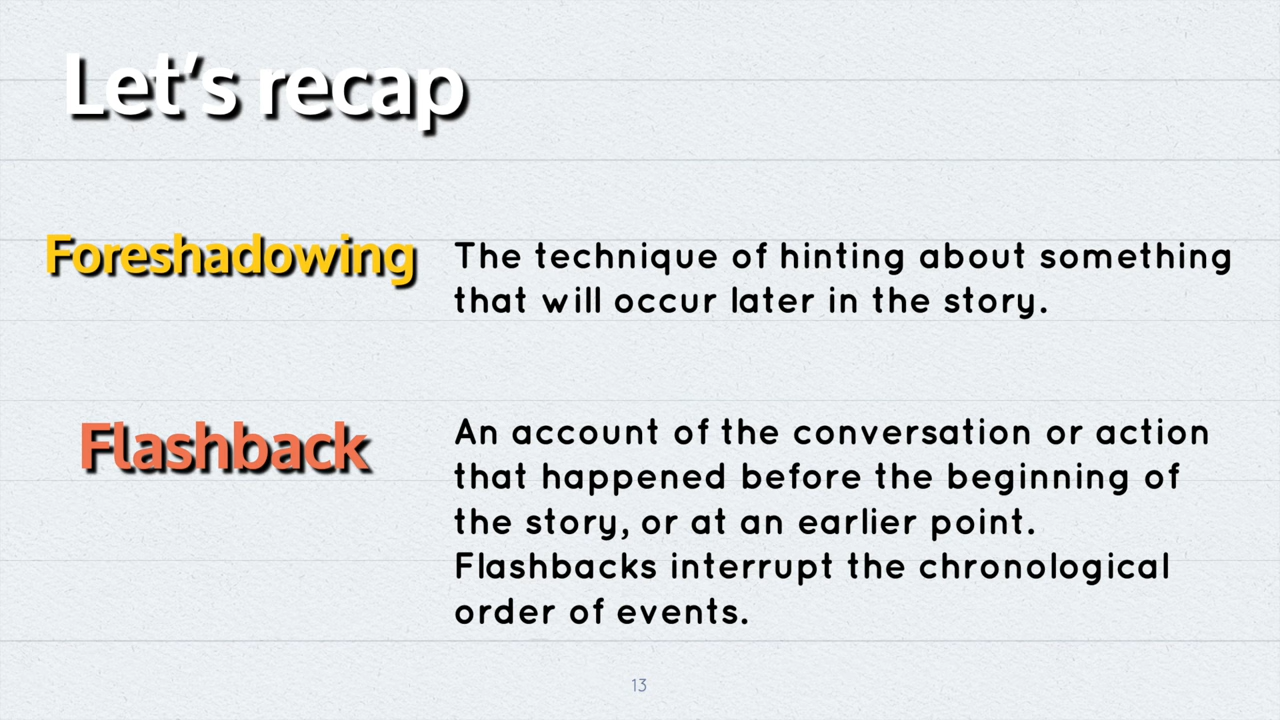 Let's recap
Foreshadowing
The technique of hinting about something
that will occur later in the story.
Flashback
An account of the conversation or action
that happened before the beginning of
the story, or at an earlier point.
Flashbacks interrupt the chronological
order of events.
13